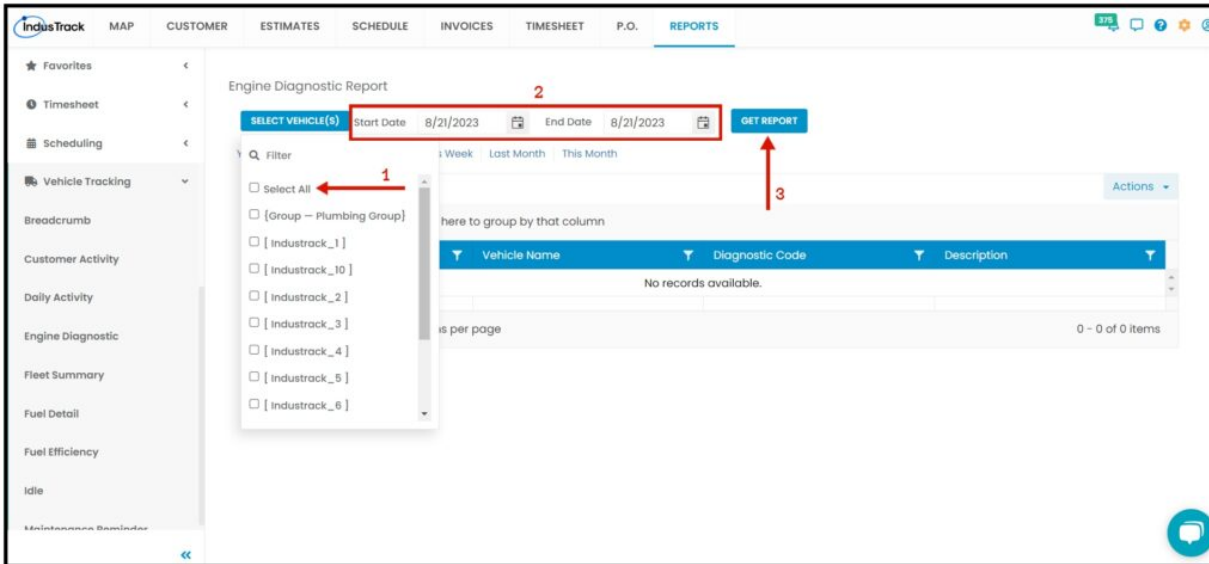 IndusTrack MAP CUSTOMER ESTIMATES SCHEDULE INVOICES TIMESHEET P.O. REPORTS 375
Favorites
Timesheet
Scheduling
Vehicle Tracking
Breadcrumb
Customer Activity
Daily Activity
Engine Diagnostic
Fleet Summary
Fuel Detail
Fuel Efficiency
Idle
Maintenance Reminder
Engine Diagnostic Report
2
SELECT VEHICLE(S) Start Date 8/21/2023 End Date 8/21/2023 GET REPORT
Week Last Month This Month
Filter
1
Select All
3
Actions
{Group — Plumbing Group}
here to group by that column
[ Industrack_1 ]
Vehicle Name Diagnostic Code Description
[ Industrack_10 ]
No records available.
[ Industrack_2 ]
[ Industrack_3 ]
per page 0 - 0 of 0 items
[ Industrack_4 ]
[ Industrack_5 ]
[ Industrack_6 ]